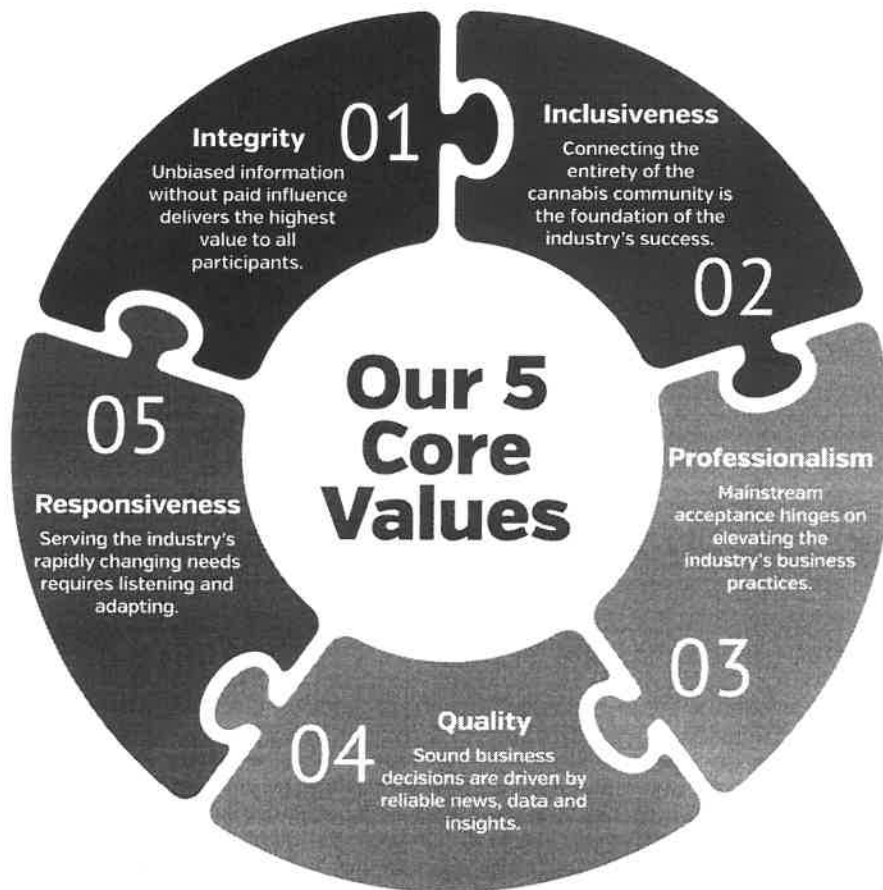 Our 5
Core
Values
01
Integrity
Unbiased information
without paid influence
delivers the highest
value to all
participants.
Inclusiveness
Connecting the
entirety of the
cannabis community is
the foundation of the
industry's success.
02
Professionalism
Mainstream
acceptance hinges on
elevating the
industry's business
practices.
03
04
Quality
Sound business
decisions are driven by
reliable news, data and
insights.
05
Responsiveness
Serving the industry's
rapidly changing needs
requires listening and
adapting.